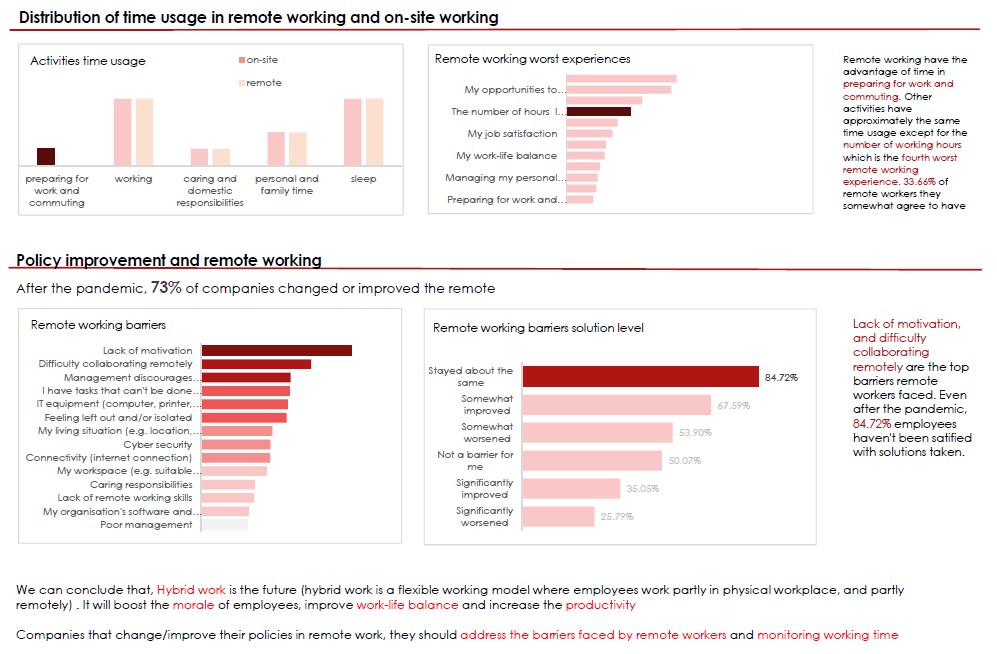 Distribution of time usage in remote working and on-site working
Activities time usage
on-site
remote
preparing for
work and
commuting
working
caring and
domestic
responsibilities
personal and
family time
sleep
Remote working worst experiences
My opportunities to...
The number of hours I...
My job satisfaction
My work-life balance
Managing my personal...
Preparing for work and...
Remote working have the
advantage of time in
preparing for work and
commuting. Other
activities have
approximately the same
time usage except for the
number of working hours
which is the fourth worst
remote working
experience. 33.66% of
remote workers they
somewhat agree to have
Policy improvement and remote working
After the pandemic, 73% of companies changed or improved the remote
Remote working barriers
Lack of motivation
Difficulty collaborating remotely
Management discourages...
I have tasks that can't be done...
IT equipment (computer, printer,...
Feeling left out and/or isolated
My living situation (e.g. location,...
Cyber security
Connectivity (internet connection)
My workspace (e.g. suitable...
Caring responsibilities
Lack of remote working skills
My organisation's software and...
Poor management
Remote working barriers solution level
Stayed about the
same
84.72%
Somewhat
improved
67.59%
Somewhat
worsened
53.90%
Not a barrier for
me
50.07%
Significantly
improved
35.05%
Significantly
worsened
25.79%
Lack of motivation,
and difficulty
collaborating
remotely are the top
barriers remote
workers faced. Even
after the pandemic,
84.72% employees
haven't been satified
with solutions taken.
We can conclude that, Hybrid work is the future (hybrid work is a flexible working model where employees work partly in physical workplace, and partly
remotely) . It will boost the morale of employees, improve work-life balance and increase the productivity
Companies that change/improve their policies in remote work, they should address the barriers faced by remote workers and monitoring working time